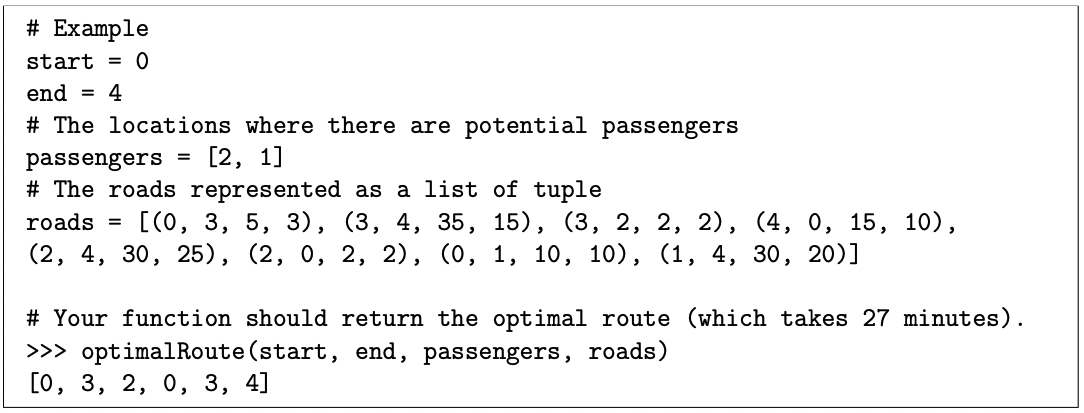 # Example
start = 0
end = 4
# The locations where there are potential passengers
passengers = [2, 1]
# The roads represented as a list of tuple
roads = [(0, 3, 5, 3), (3, 4, 35, 15), (3, 2, 2, 2), (4, 0, 15, 10),
(2, 4, 30, 25), (2, 0, 2, 2), (0, 1, 10, 10), (1, 4, 30, 20)]
# Your function should return the optimal route (which takes 27 minutes).
>>> optimalRoute(start, end, passengers, roads)
[0, 3, 2, 0, 3, 4]